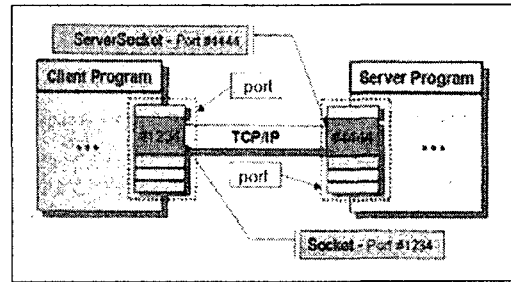 ServerSocket - Port #4444
Client Program
port
Server Program
...
#1234
TCP/IP
#4444
...
port
Socket - Port #1234